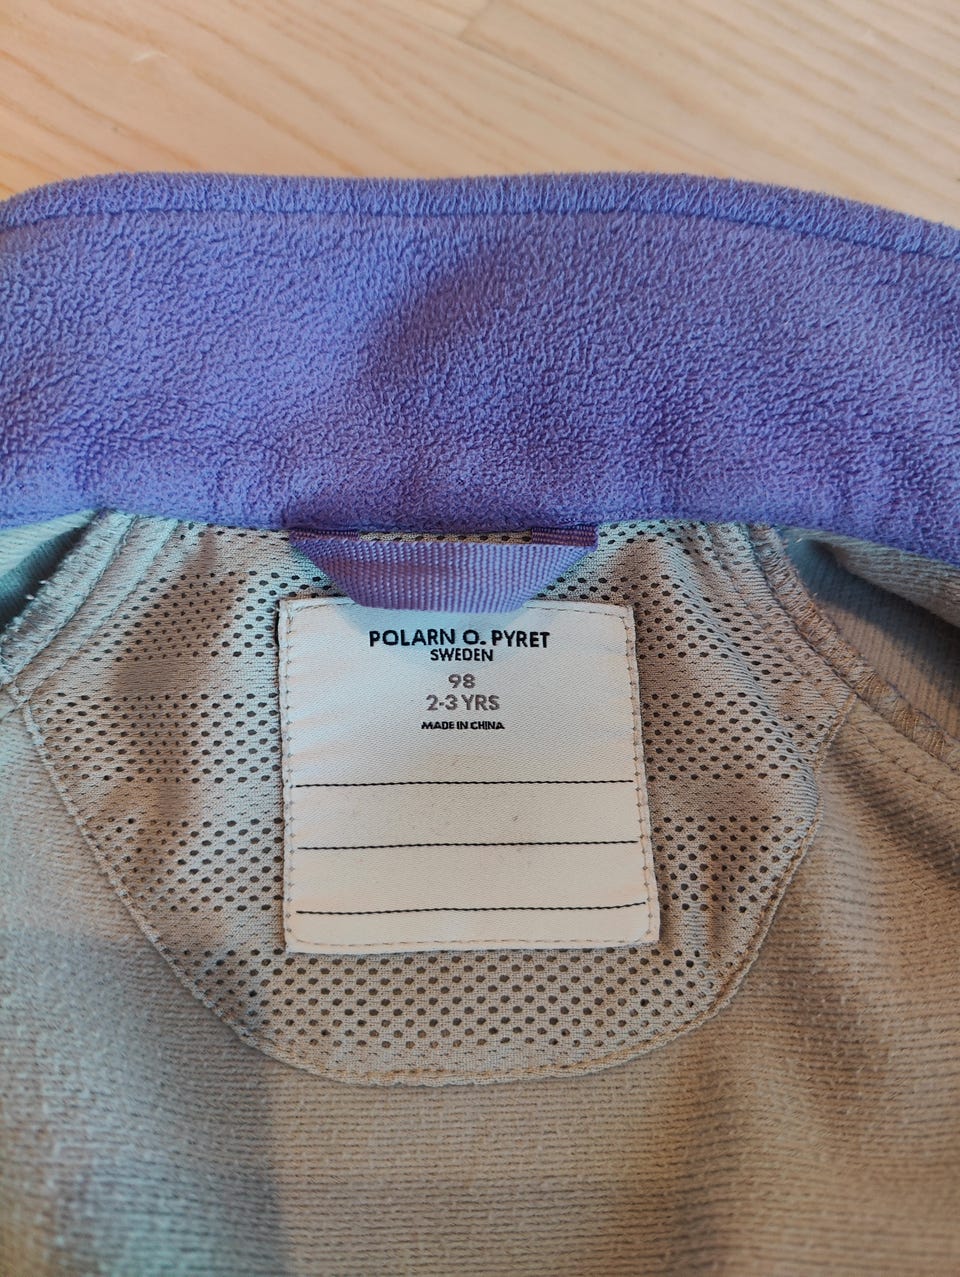 POLARN O. PYRET
SWEDEN
98
2-3 YRS
MADE IN CHINA